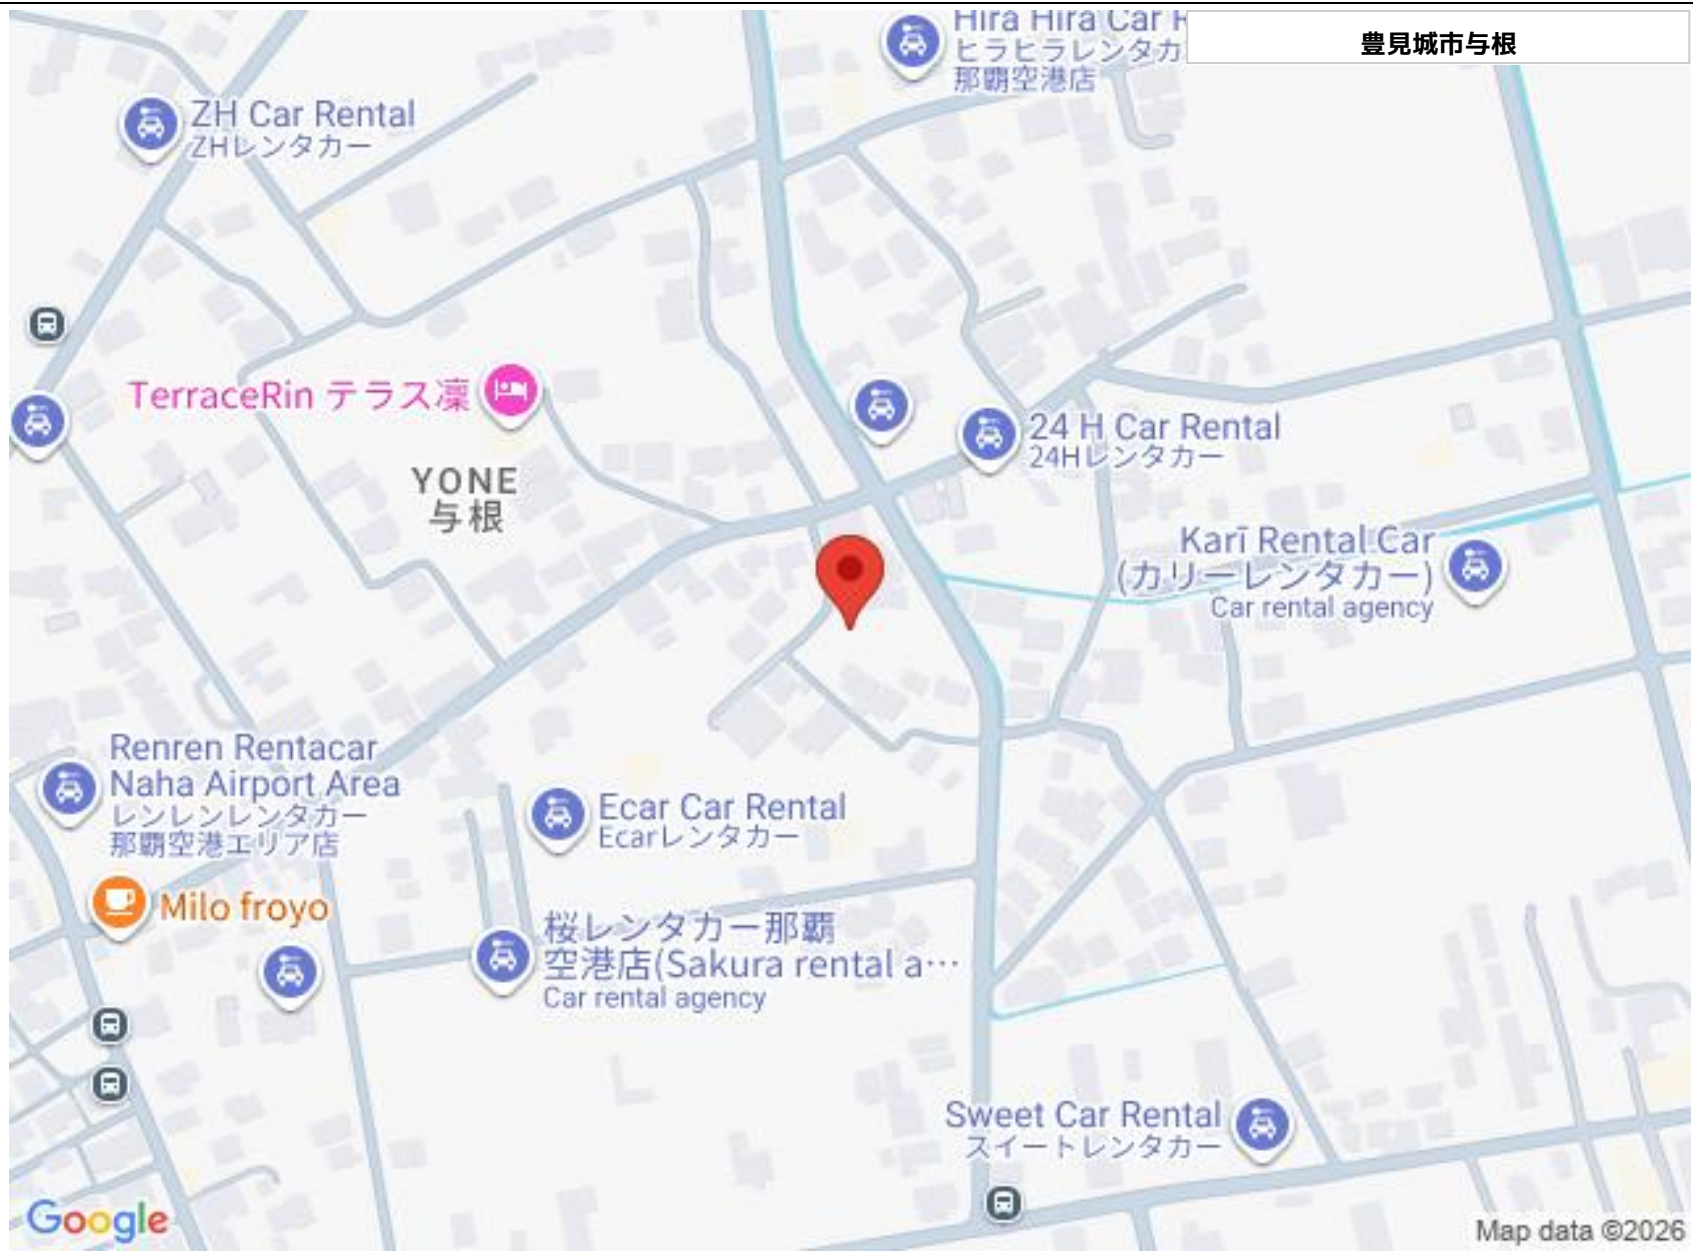 豊見城市与根
Hira Hira Car R
ヒラヒラレンタカ
那覇空港店
ZH Car Rental
ZHレンタカー
TerraceRin テラス凜
YONE
与根
24 H Car Rental
24Hレンタカー
Karī Rental Car
(カリーレンタカー)
Car rental agency
Renren Rentacar
Naha Airport Area
レンレンレンタカー
那覇空港エリア店
Ecar Car Rental
Ecarレンタカー
Milo froyo
桜レンタカー那覇
空港店(Sakura rental a…
Car rental agency
Sweet Car Rental
スイートレンタカー
Google
Map data ©2026